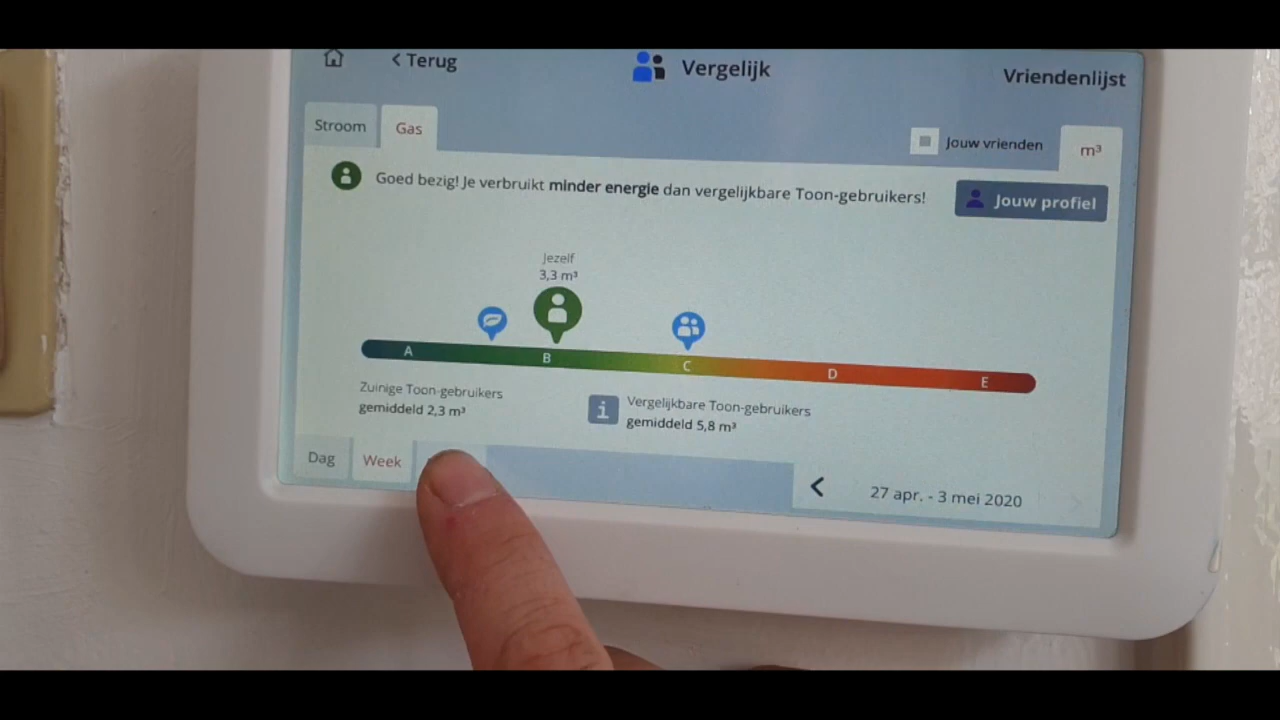 < Terug
Vergelijk
Vriendenlijst
Stroom
Gas
Jouw vrienden
m³
Goed bezig! Je verbruikt minder energie dan vergelijkbare Toon-gebruikers!
Jouw profiel
Jezelf
3,3 m³
A
B
C
D
E
Zuinige Toon-gebruikers
gemiddeld 2,3 m³
i
Vergelijkbare Toon-gebruikers
gemiddeld 5,8 m³
Dag
Week
<
27 apr. - 3 mei 2020